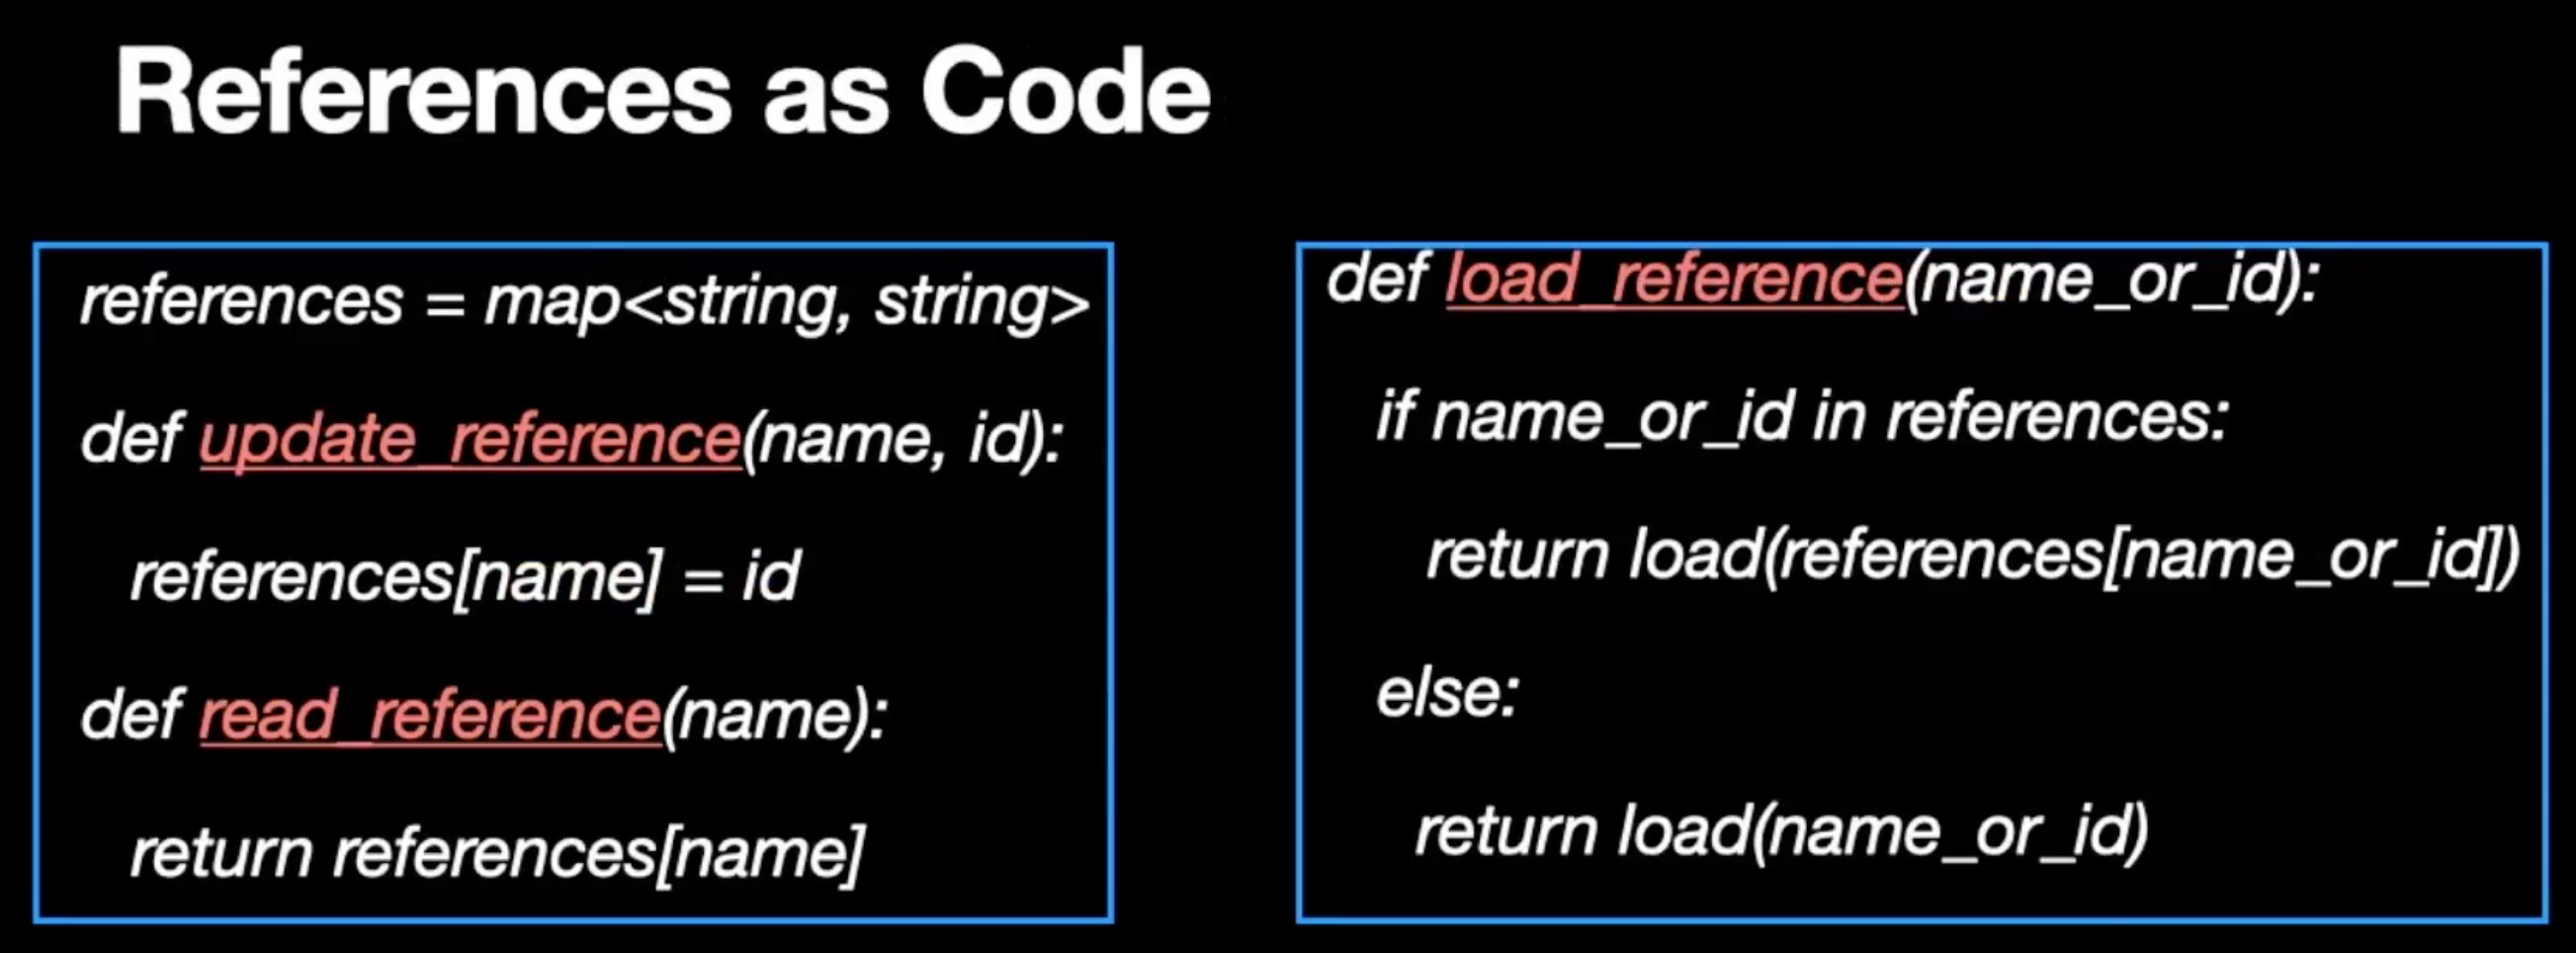 References as Code
references = map<string, string>
def update_reference(name, id):
references[name] = id
def read_reference(name):
return references[name]
def load_reference(name_or_id):
if name_or_id in references:
return load(references[name_or_id])
else:
return load(name_or_id)